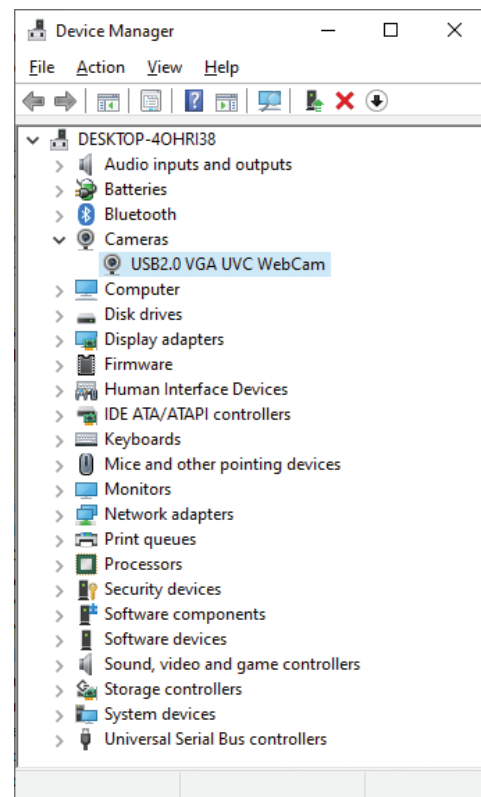 Device Manager
File Action View Help
DESKTOP-4OHRI38
Audio inputs and outputs
Batteries
Bluetooth
Cameras
USB2.0 VGA UVC WebCam
Computer
Disk drives
Display adapters
Firmware
Human Interface Devices
IDE ATA/ATAPI controllers
Keyboards
Mice and other pointing devices
Monitors
Network adapters
Print queues
Processors
Security devices
Software components
Software devices
Sound, video and game controllers
Storage controllers
System devices
Universal Serial Bus controllers